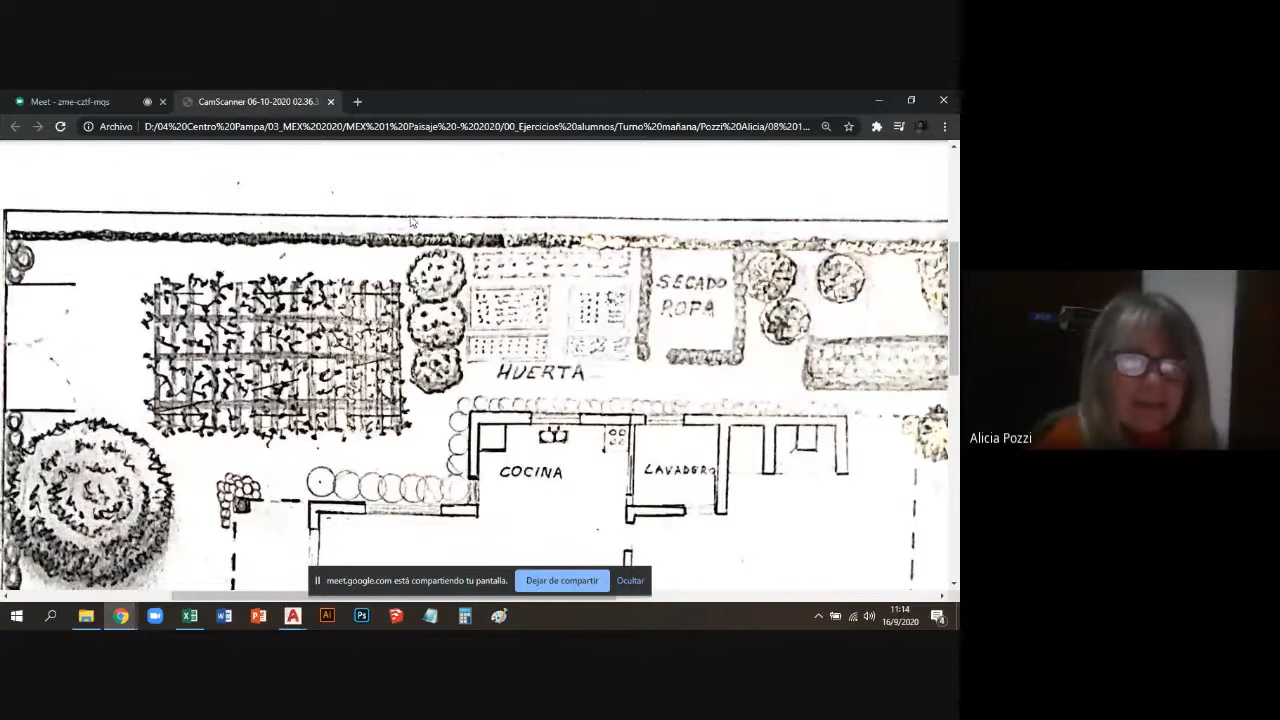 Meet - zme-cztf-mqs
CamScanner 06-10-2020 02.36.3
Archivo
D:/04%20Centro%20Pampa/03_MEX%202020/MEX%201%20Paisaje%20-%202020/00_Ejercicios%20alumnos/Turno%20mañana/Pozzi%20Alicia/08%201...
SECADO
ROPA
HUERTA
COCINA
LAVADERO
Alicia Pozzi
meet.google.com está compartiendo tu pantalla.
Dejar de compartir
Ocultar
11:14
16/9/2020
4